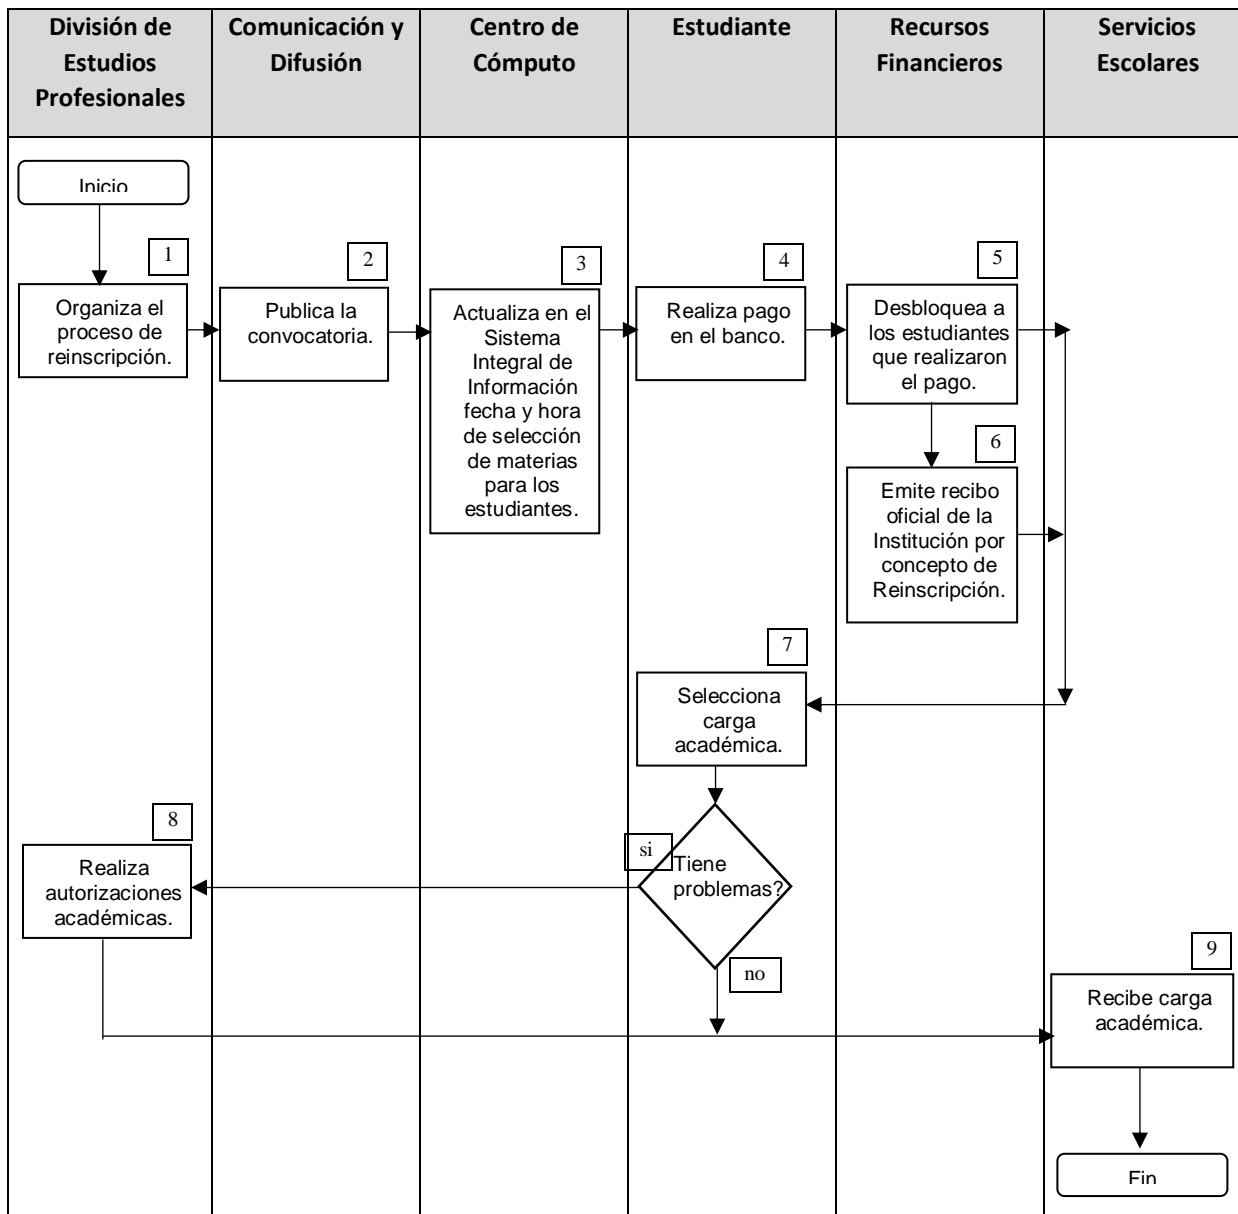 División de
Estudios
Profesionales
Comunicación y
Difusión
Centro de
Cómputo
Estudiante
Recursos
Financieros
Servicios
Escolares
Inicio
1
Organiza el
proceso de
reinscripción.
2
Publica la
convocatoria.
3
Actualiza en el
Sistema
Integral de
Información
fecha y hora
de selección
de materias
para los
estudiantes.
4
Realiza pago
en el banco.
5
Desbloquea a
los estudiantes
que realizaron
el pago.
6
Emite recibo
oficial de la
Institución por
concepto de
Reinscripción.
7
Selecciona
carga
académica.
si
Tiene
problemas?
no
8
Realiza
autorizaciones
académicas.
9
Recibe carga
académica.
Fin